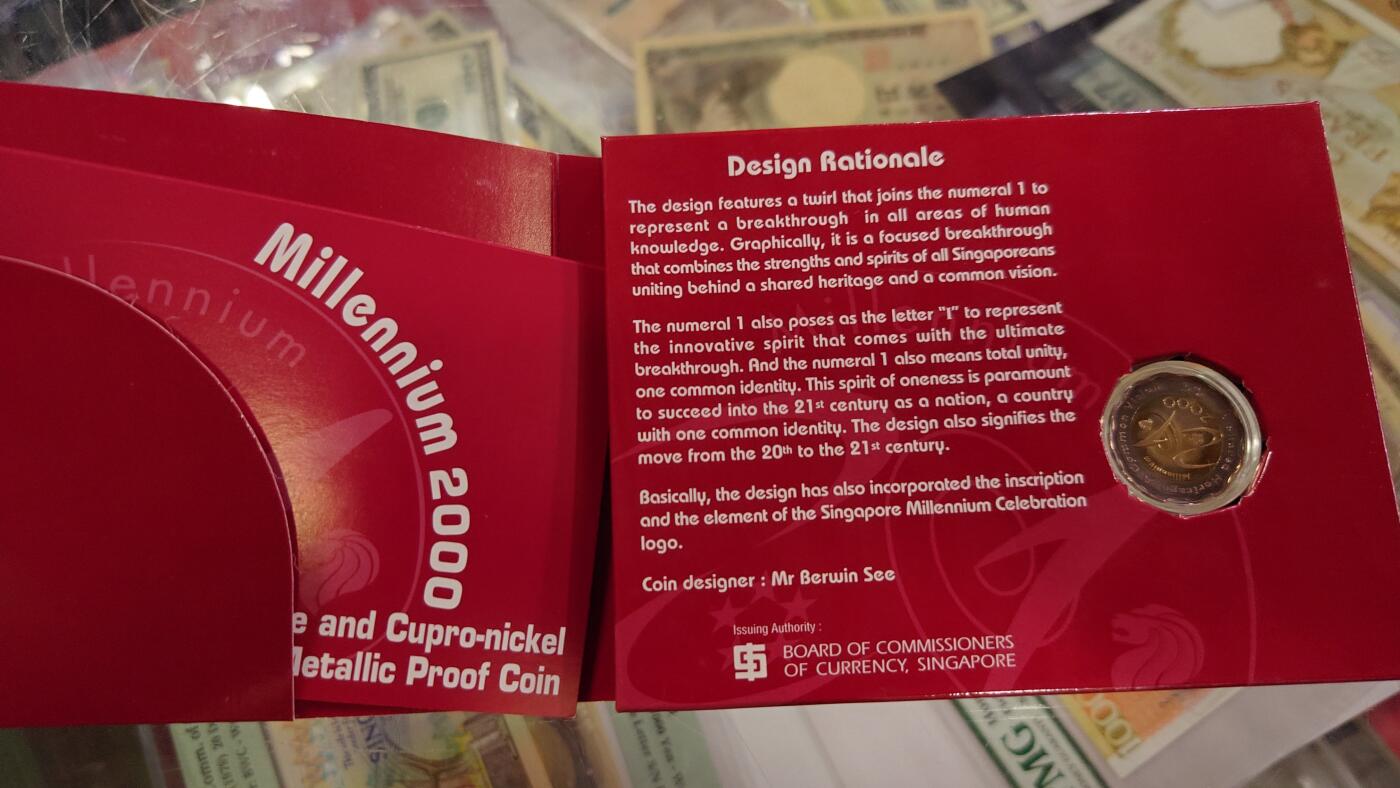 Millennium 2000
e and Cupro-nickel
Metallic Proof Coin
Design Rationale
The design features a twirl that joins the numeral 1 to
represent a breakthrough in all areas of human
knowledge. Graphically, it is a focused breakthrough
that combines the strengths and spirits of all Singaporeans
uniting behind a shared heritage and a common vision.
The numeral 1 also poses as the letter "I" to represent
the innovative spirit that comes with the ultimate
breakthrough. And the numeral 1 also means total unity,
one common identity. This spirit of oneness is paramount
to succeed into the 21st century as a nation, a country
with one common identity. The design also signifies the
move from the 20th to the 21st century.
Basically, the design has also incorporated the inscription
and the element of the Singapore Millennium Celebration
logo.
Coin designer : Mr Berwin See
Issuing Authority :
BOARD OF COMMISSIONERS
OF CURRENCY, SINGAPORE
llennium
2000
Millennium
MG
1000